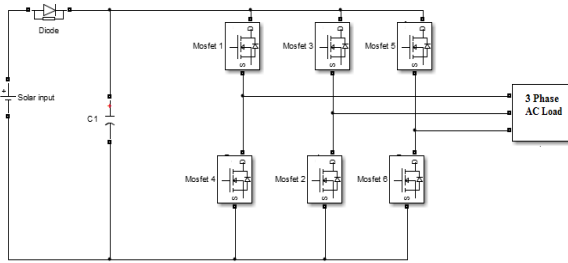 Diode
Mosfet 1
Mosfet 3
Mosfet 5
D
D
D
S
S
S
+
Solar input
C1
+
3 Phase
AC Load
Mosfet 4
Mosfet 2
Mosfet 6
D
D
D
S
S
S